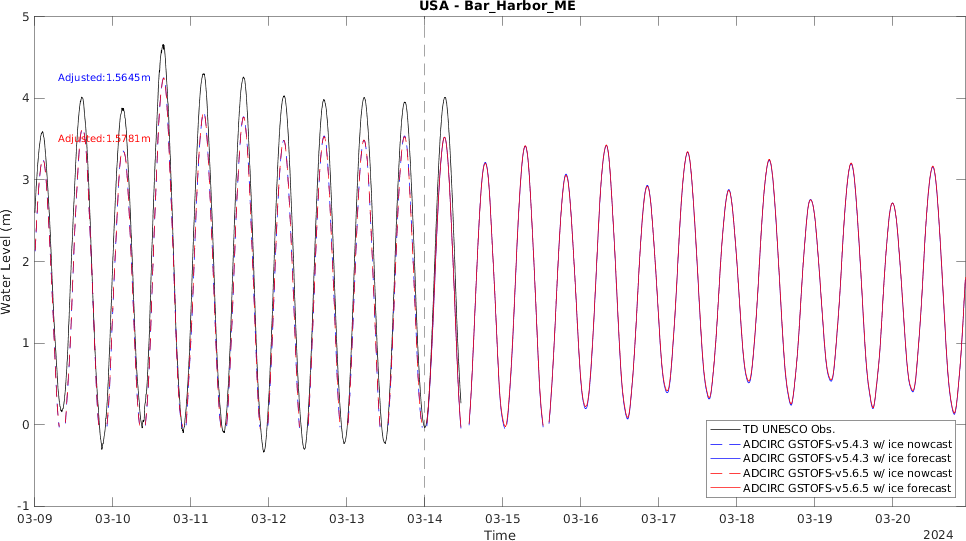 USA - Bar_Harbor_ME
5
4
3
2
1
0
-1
Water Level (m)
Adjusted:1.5645m
Adjusted:1.5781m
TD UNESCO Obs.
ADCIRC GSTOFS-v5.4.3 w/ ice nowcast
ADCIRC GSTOFS-v5.4.3 w/ ice forecast
ADCIRC GSTOFS-v5.6.5 w/ ice nowcast
ADCIRC GSTOFS-v5.6.5 w/ ice forecast
03-09 03-10 03-11 03-12 03-13 03-14 03-15 03-16 03-17 03-18 03-19 03-20
Time
2024